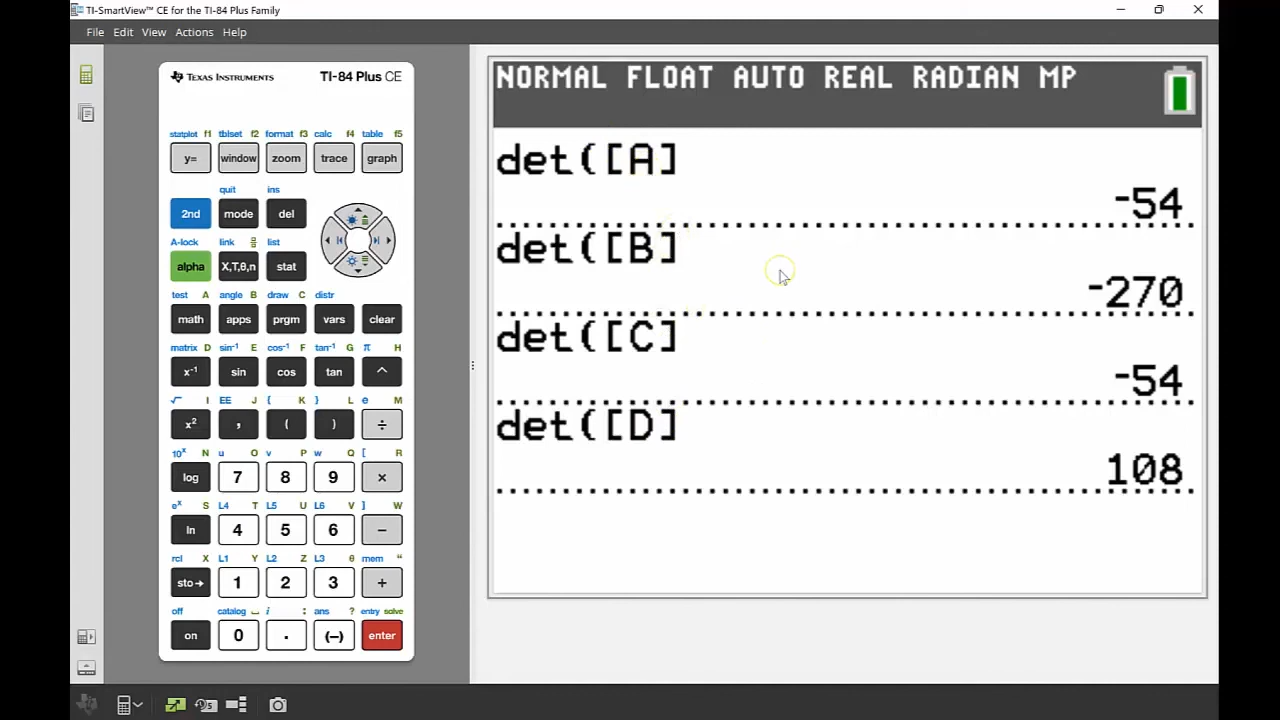 TI-SmartView™ CE for the TI-84 Plus Family
File Edit View Actions Help
TEXAS INSTRUMENTS TI-84 Plus CE
statplot f1 tblset f2 format f3 calc f4 table f5
y= window zoom trace graph
quit ins
2nd mode del
A-lock link list
alpha X,T,θ,n stat
test A angle B draw C distr
math apps prgm vars clear
matrix D sin⁻¹ E cos⁻¹ F tan⁻¹ G π H
x⁻¹ sin cos tan ^
√ I EE J { K } L e M
x² , ( ) ÷
10ˣ N u O v P w Q [ R
log 7 8 9 ×
eˣ S L4 T L5 U L6 V ] W
ln 4 5 6 −
rcl X L1 Y L2 Z L3 θ mem "
sto→ 1 2 3 +
off catalog i : ans ? entry solve
on 0 . (−) enter
NORMAL FLOAT AUTO REAL RADIAN MP
det([A]
-54
det([B]
-270
det([C]
-54
det([D]
108